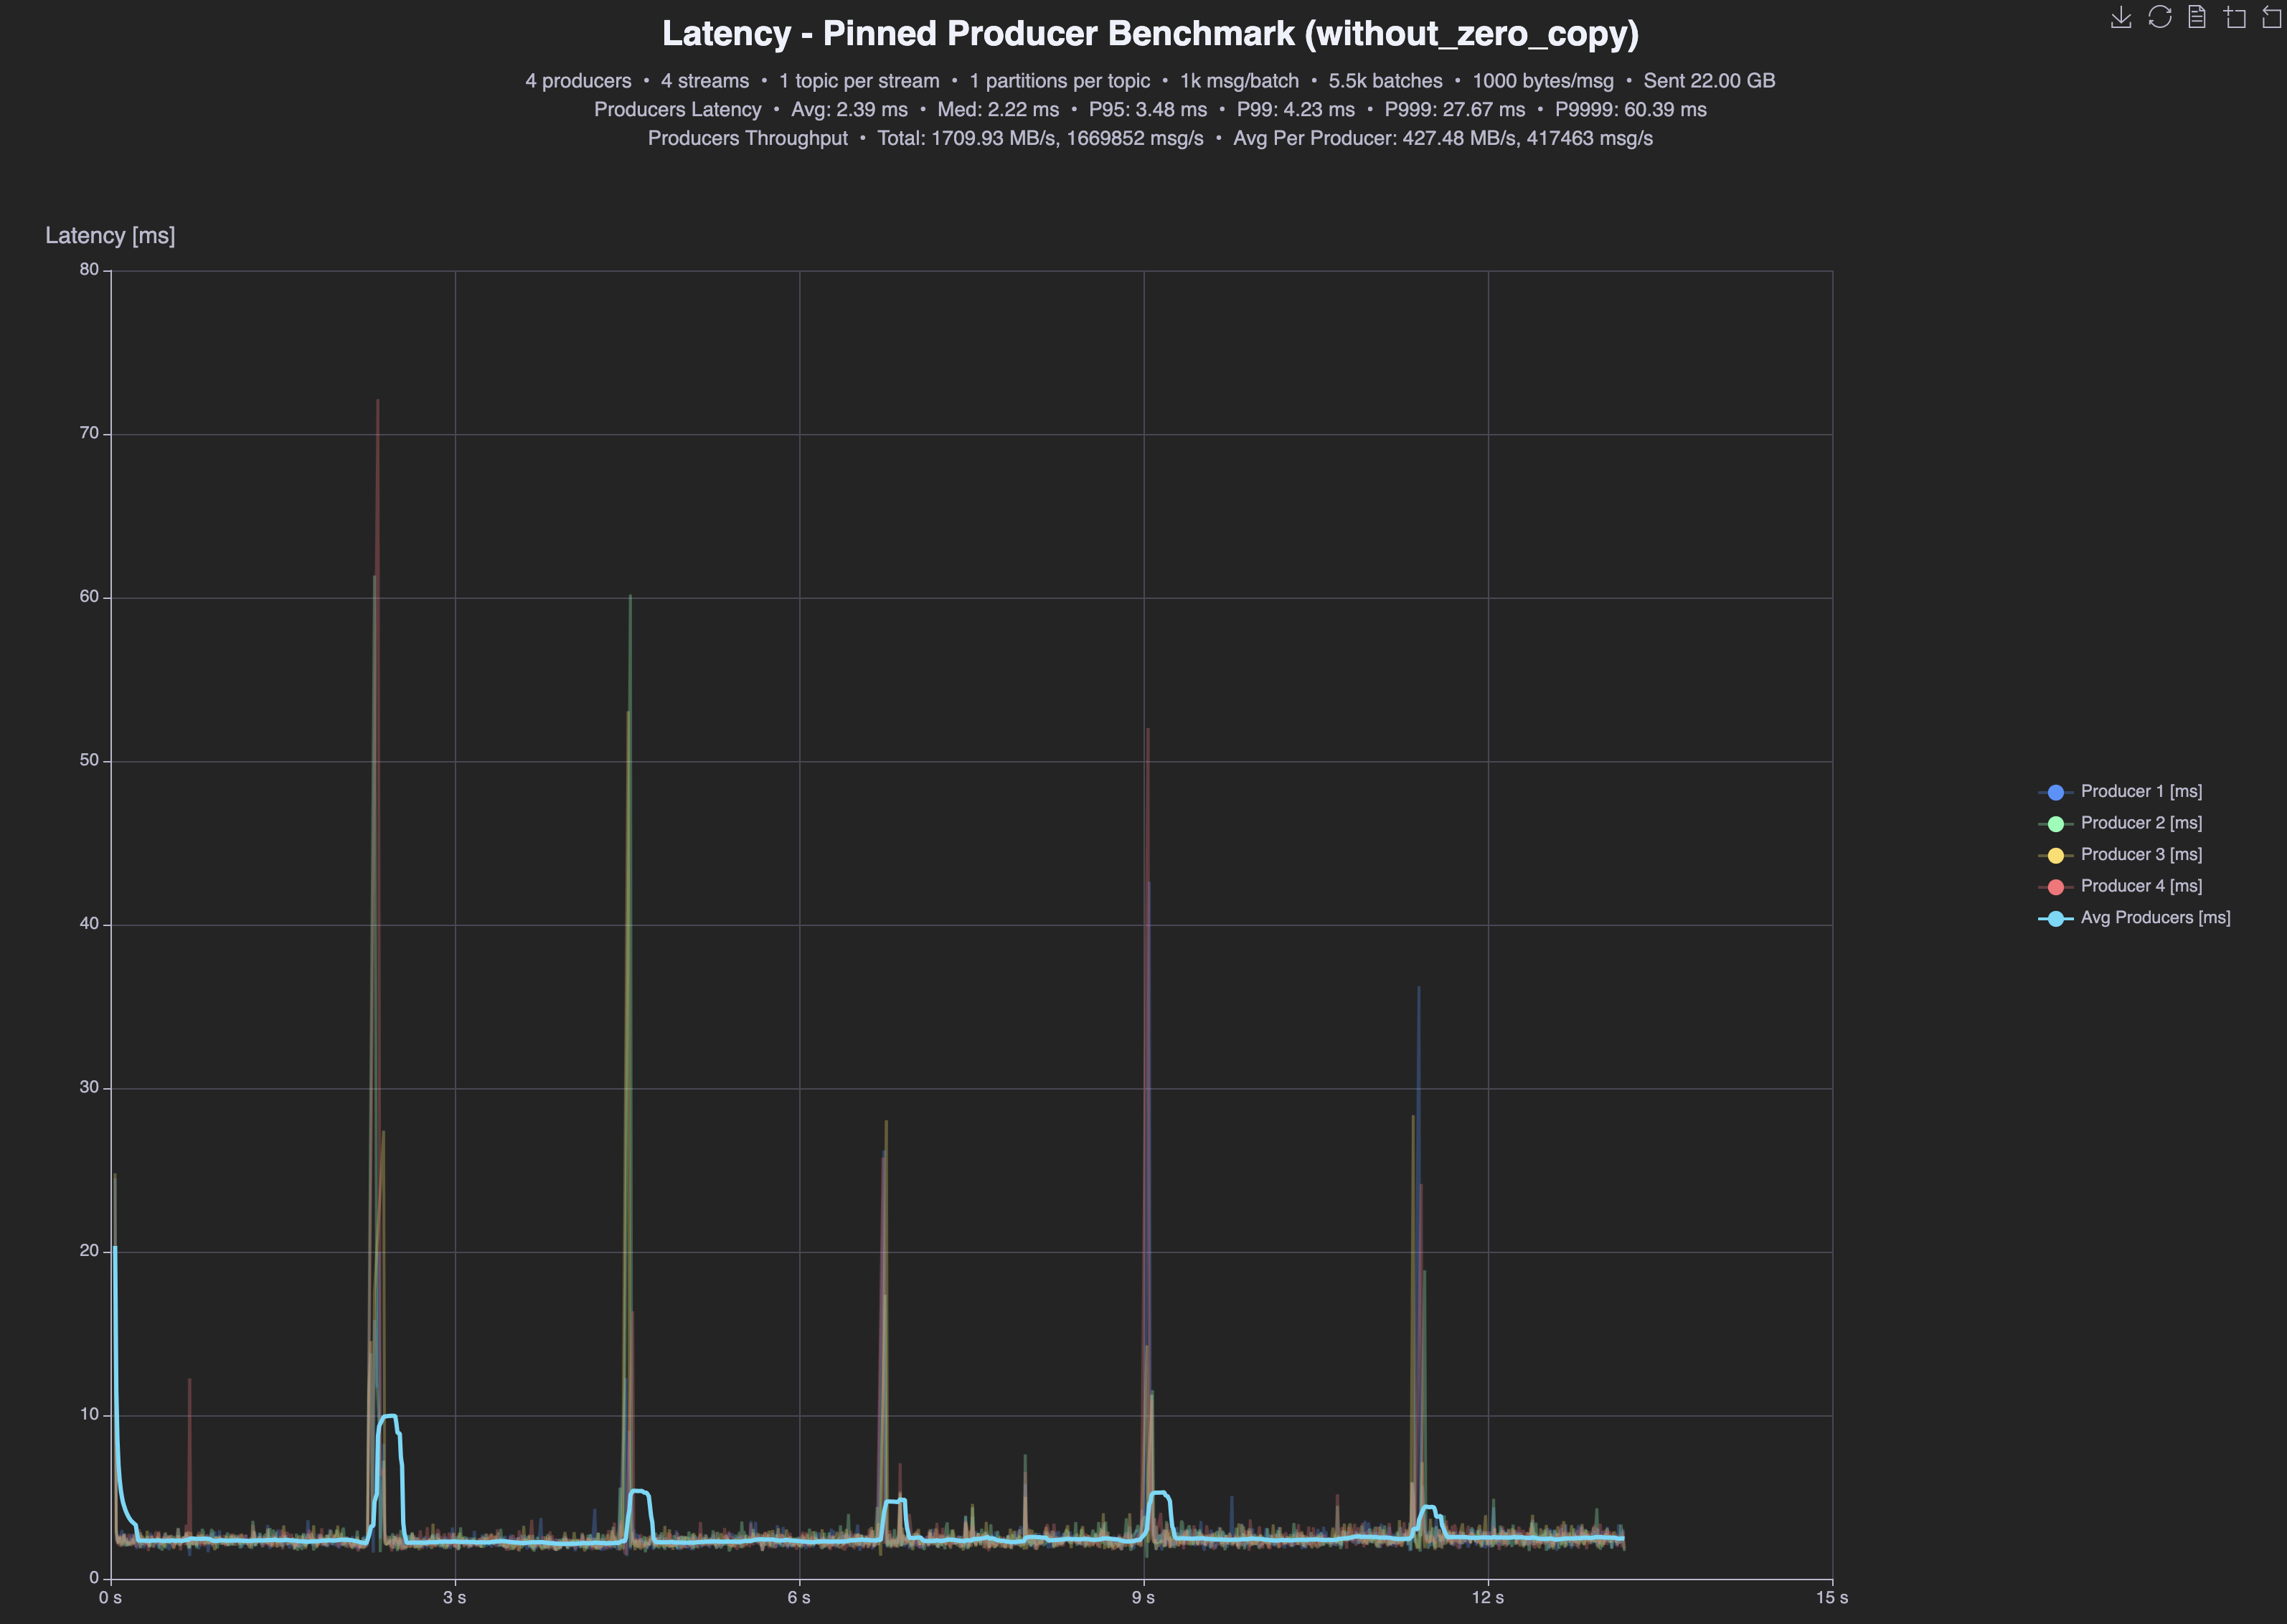 Latency - Pinned Producer Benchmark (without_zero_copy)
4 producers • 4 streams • 1 topic per stream • 1 partitions per topic • 1k msg/batch • 5.5k batches • 1000 bytes/msg • Sent 22.00 GB
Producers Latency • Avg: 2.39 ms • Med: 2.22 ms • P95: 3.48 ms • P99: 4.23 ms • P999: 27.67 ms • P9999: 60.39 ms
Producers Throughput • Total: 1709.93 MB/s, 1669852 msg/s • Avg Per Producer: 427.48 MB/s, 417463 msg/s
Latency [ms]
80
70
60
50
40
30
20
10
0
0 s 3 s 6 s 9 s 12 s 15 s
Producer 1 [ms]
Producer 2 [ms]
Producer 3 [ms]
Producer 4 [ms]
Avg Producers [ms]